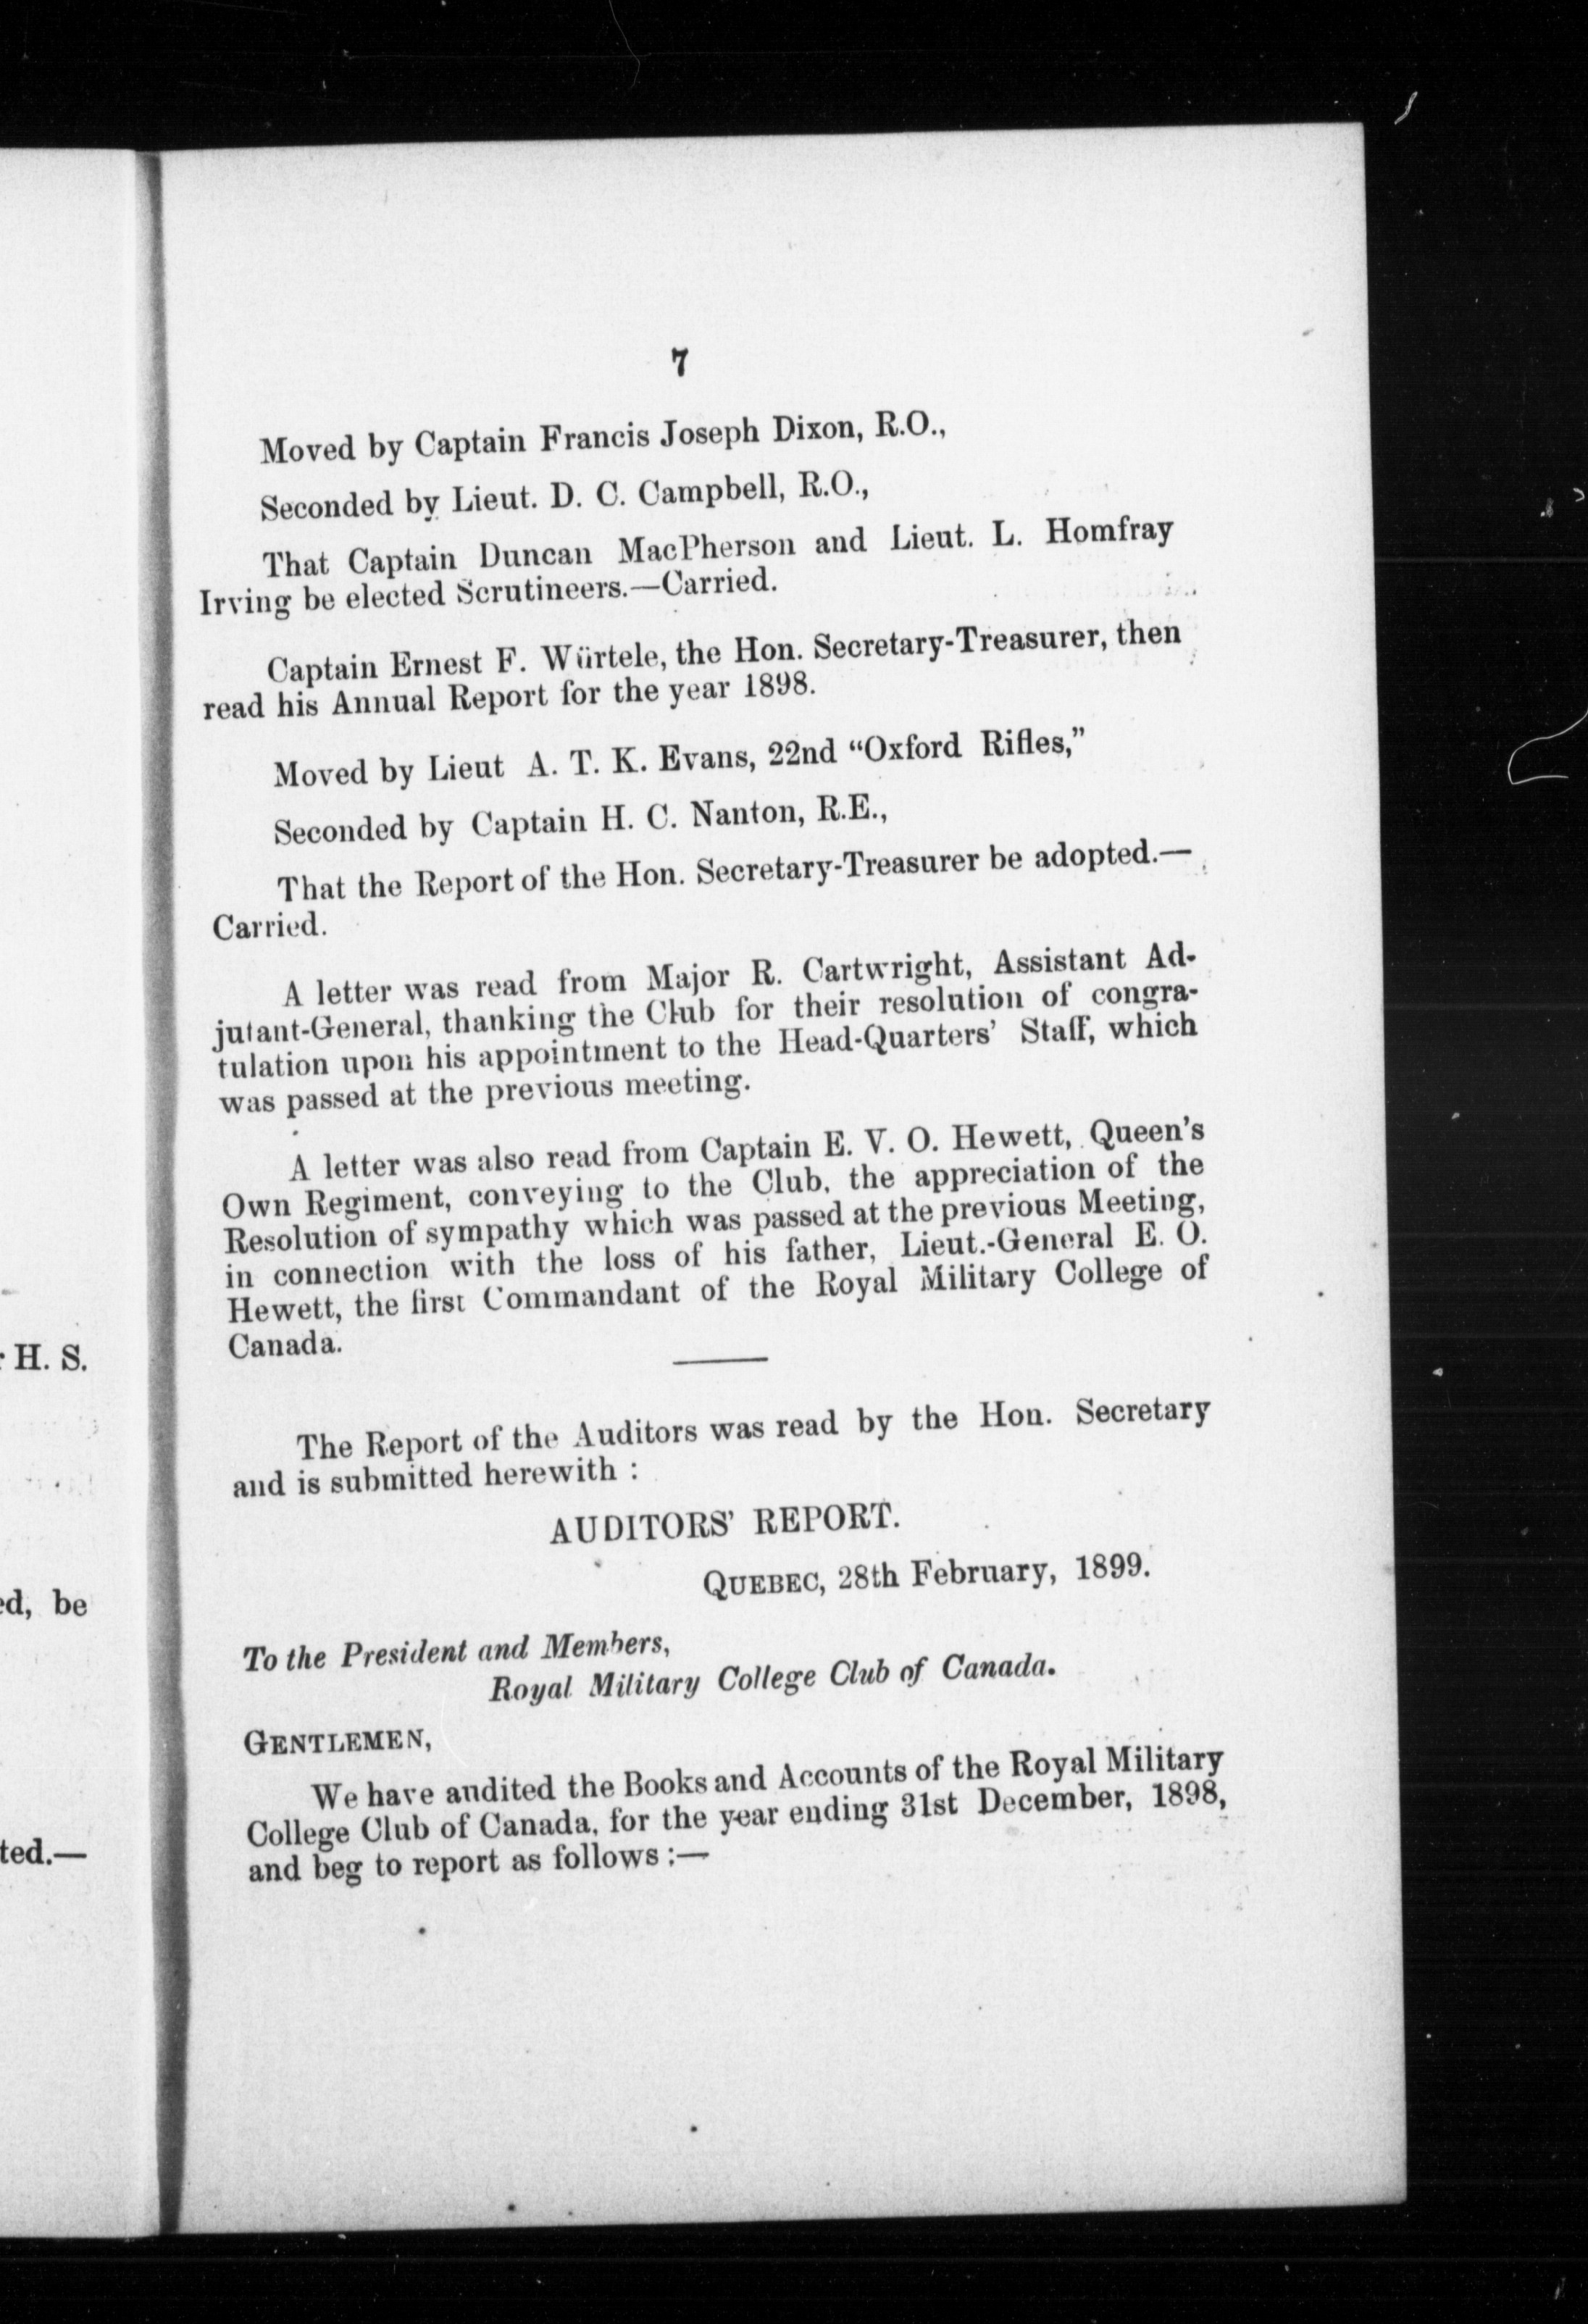 7
Moved by Captain Francis Joseph Dixon, R.O.,
Seconded by Lieut. D. C. Campbell, R.O.,
That Captain Duncan MacPherson and Lieut. L. Homfray
Irving be elected Scrutineers.—Carried.
Captain Ernest F. Würtele, the Hon. Secretary-Treasurer, then
read his Annual Report for the year 1898.
Moved by Lieut A. T. K. Evans, 22nd “Oxford Rifles,”
Seconded by Captain H. C. Nanton, R.E.,
That the Report of the Hon. Secretary-Treasurer be adopted.—
Carried.
A letter was read from Major R. Cartwright, Assistant Ad-
jutant-General, thanking the Club for their resolution of congra-
tulation upon his appointment to the Head-Quarters’ Staff, which
was passed at the previous meeting.
A letter was also read from Captain E. V. O. Hewett, Queen’s
Own Regiment, conveying to the Club, the appreciation of the
Resolution of sympathy which was passed at the previous Meeting,
in connection with the loss of his father, Lieut.-General E. O.
Hewett, the first Commandant of the Royal Military College of
Canada.
The Report of the Auditors was read by the Hon. Secretary
and is submitted herewith :
AUDITORS’ REPORT.
QUEBEC, 28th February, 1899.
To the President and Members,
Royal Military College Club of Canada.
GENTLEMEN,
We have audited the Books and Accounts of the Royal Military
College Club of Canada, for the year ending 31st December, 1898,
and beg to report as follows :—
H. S.
ed, be
ted.—